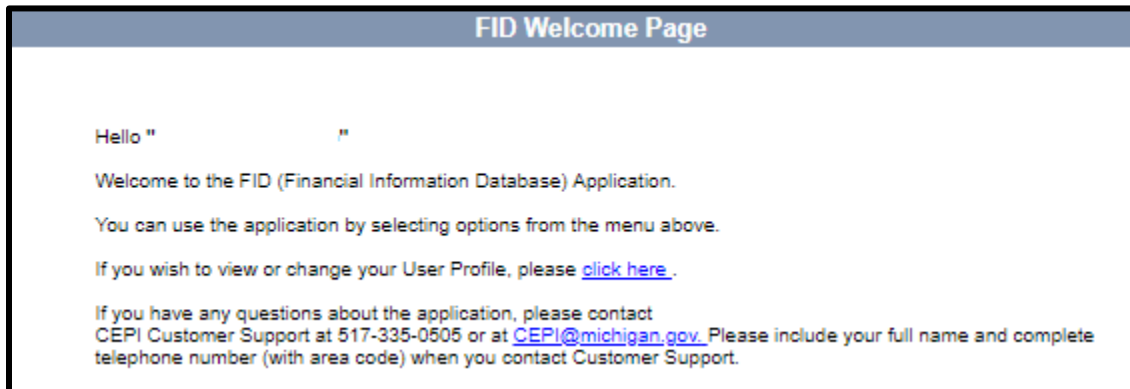 FID Welcome Page
Hello " "
Welcome to the FID (Financial Information Database) Application.
You can use the application by selecting options from the menu above.
If you wish to view or change your User Profile, please click here .
If you have any questions about the application, please contact
CEPI Customer Support at 517-335-0505 or at CEPI@michigan.gov. Please include your full name and complete
telephone number (with area code) when you contact Customer Support.